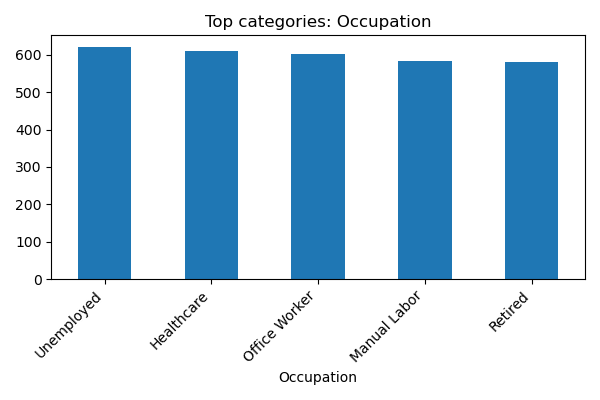 Top categories: Occupation
600
500
400
300
200
100
0
Unemployed
Healthcare
Office Worker
Manual Labor
Retired
Occupation